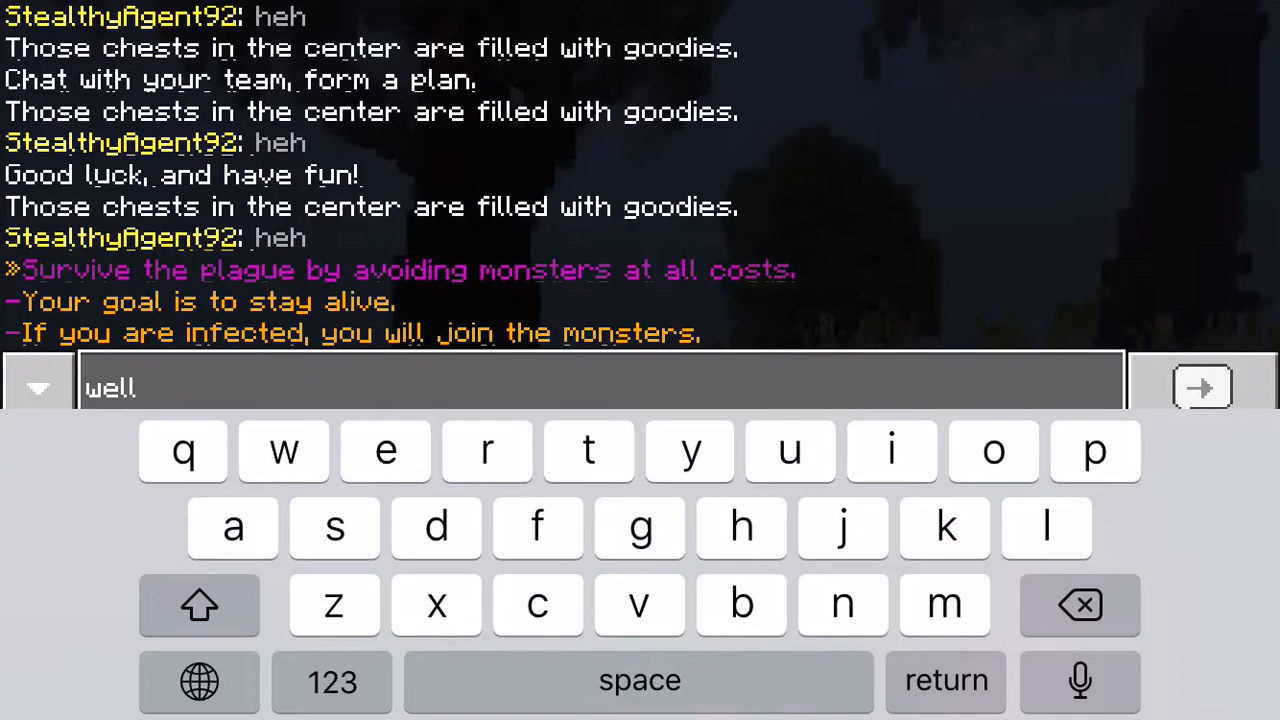 StealthyAgent92: heh
Those chests in the center are filled with goodies.
Chat with your team, form a plan.
Those chests in the center are filled with goodies.
StealthyAgent92: heh
Good luck, and have fun!
Those chests in the center are filled with goodies.
StealthyAgent92: heh
»Survive the plague by avoiding monsters at all costs.
-Your goal is to stay alive.
-If you are infected, you will join the monsters.
well
q w e r t y u i o p
a s d f g h j k l
z x c v b n m
123 space return